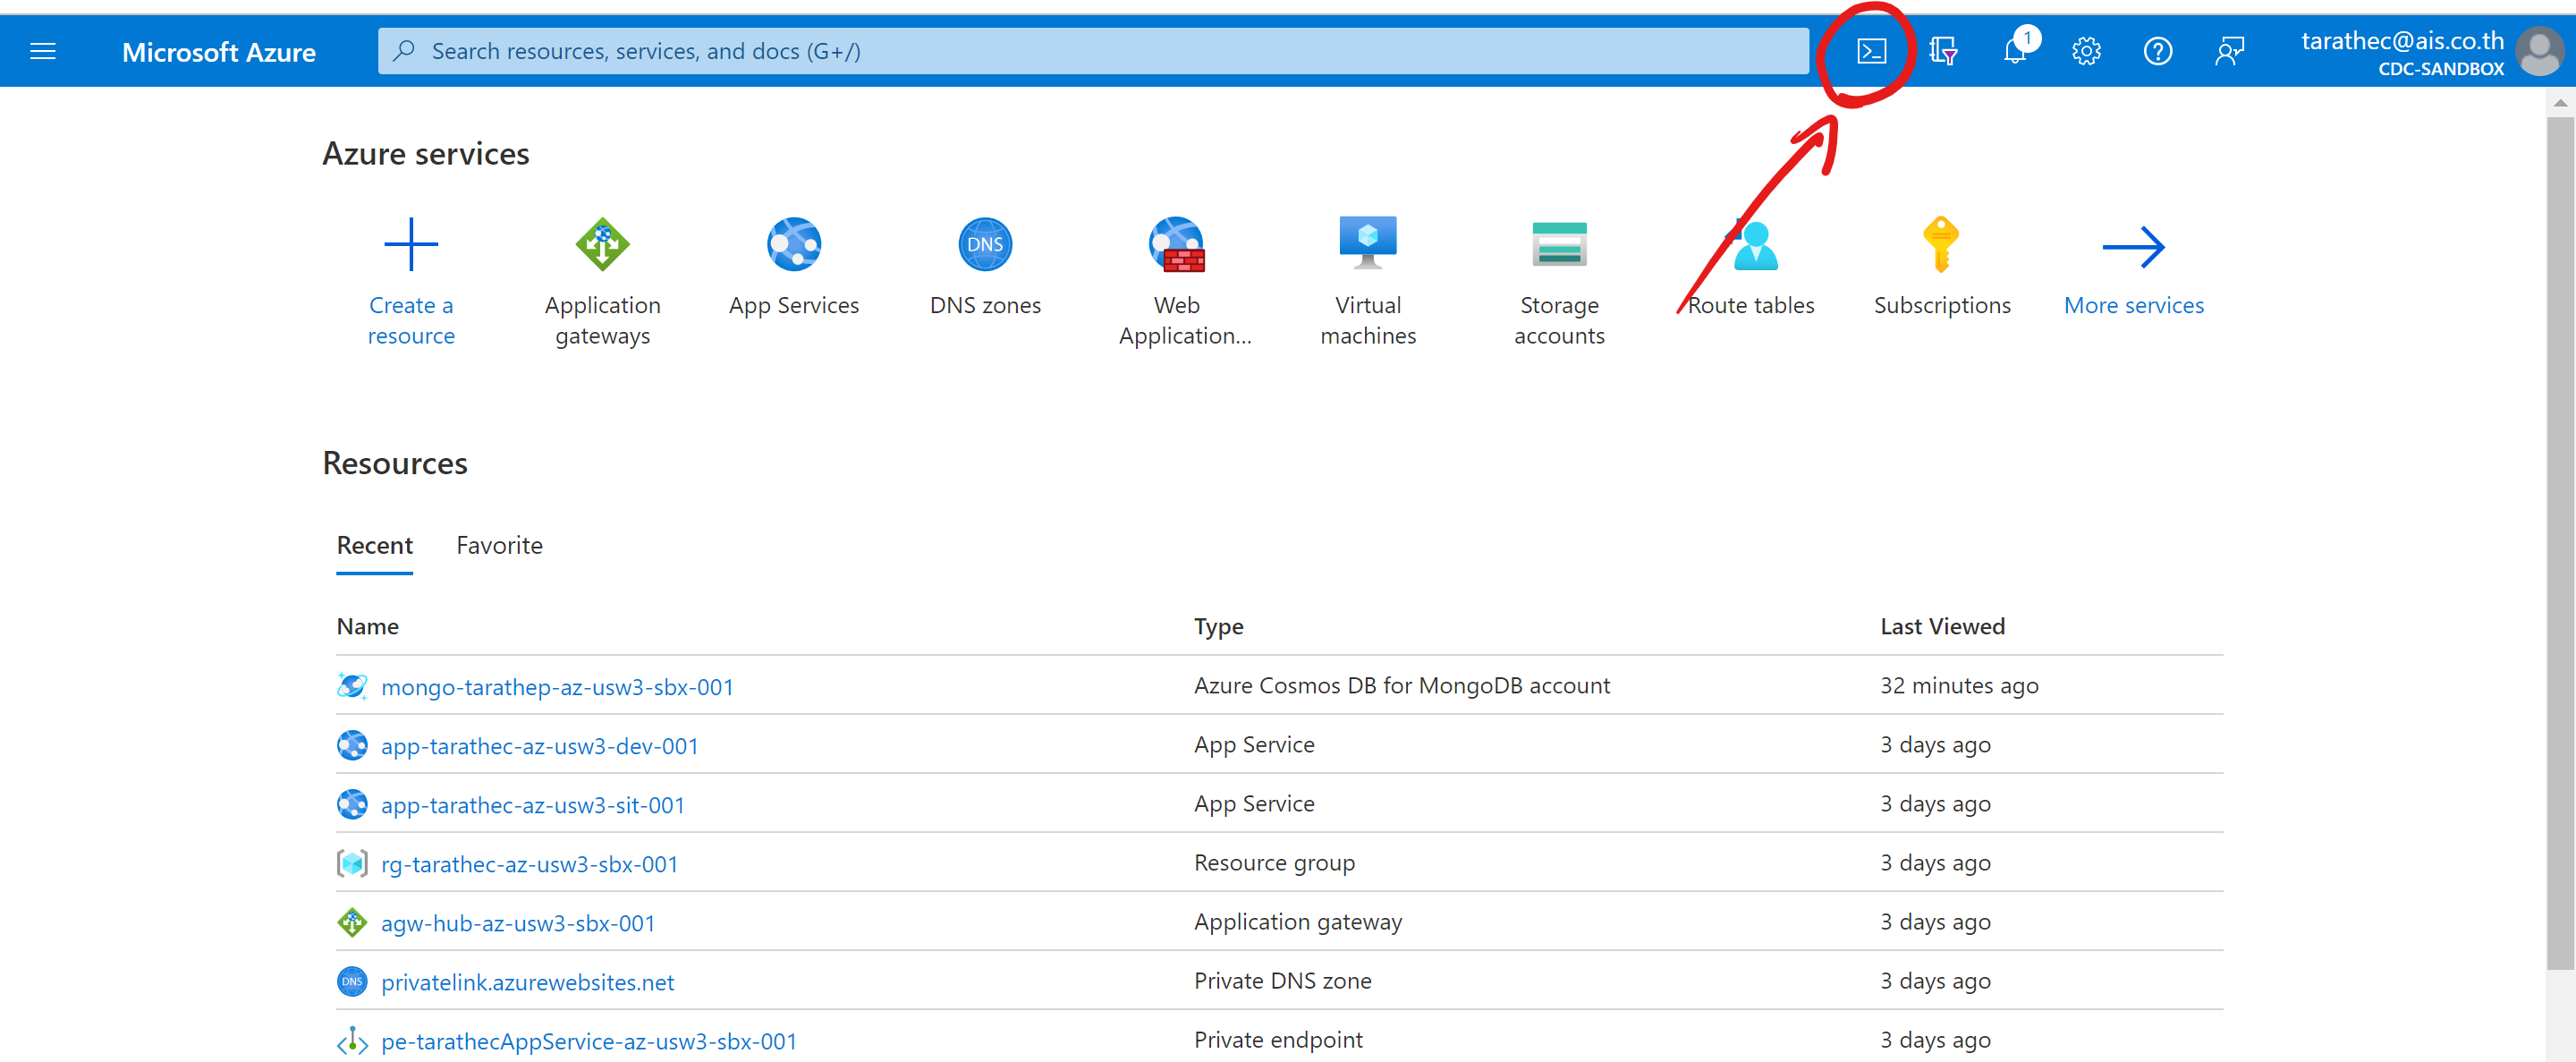 Microsoft Azure
Search resources, services, and docs (G+/)
1
tarathec@ais.co.th
CDC-SANDBOX
Azure services
Create a resource
Application gateways
App Services
DNS
DNS zones
Web Application...
Virtual machines
Storage accounts
Route tables
Subscriptions
More services
Resources
Recent Favorite
Name Type Last Viewed
mongo-tarathep-az-usw3-sbx-001 Azure Cosmos DB for MongoDB account 32 minutes ago
app-tarathec-az-usw3-dev-001 App Service 3 days ago
app-tarathec-az-usw3-sit-001 App Service 3 days ago
rg-tarathec-az-usw3-sbx-001 Resource group 3 days ago
agw-hub-az-usw3-sbx-001 Application gateway 3 days ago
DNS privatelink.azurewebsites.net Private DNS zone 3 days ago
pe-tarathecAppService-az-usw3-sbx-001 Private endpoint 3 days ago